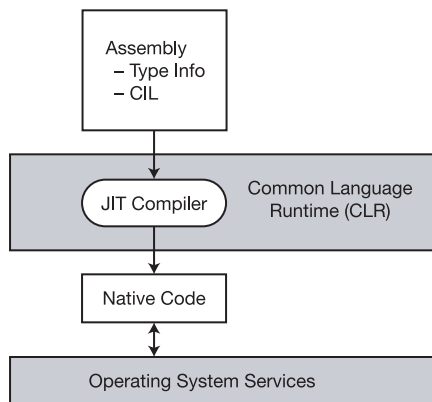 Assembly
– Type Info
– CIL
JIT Compiler
Common Language
Runtime (CLR)
Native Code
Operating System Services